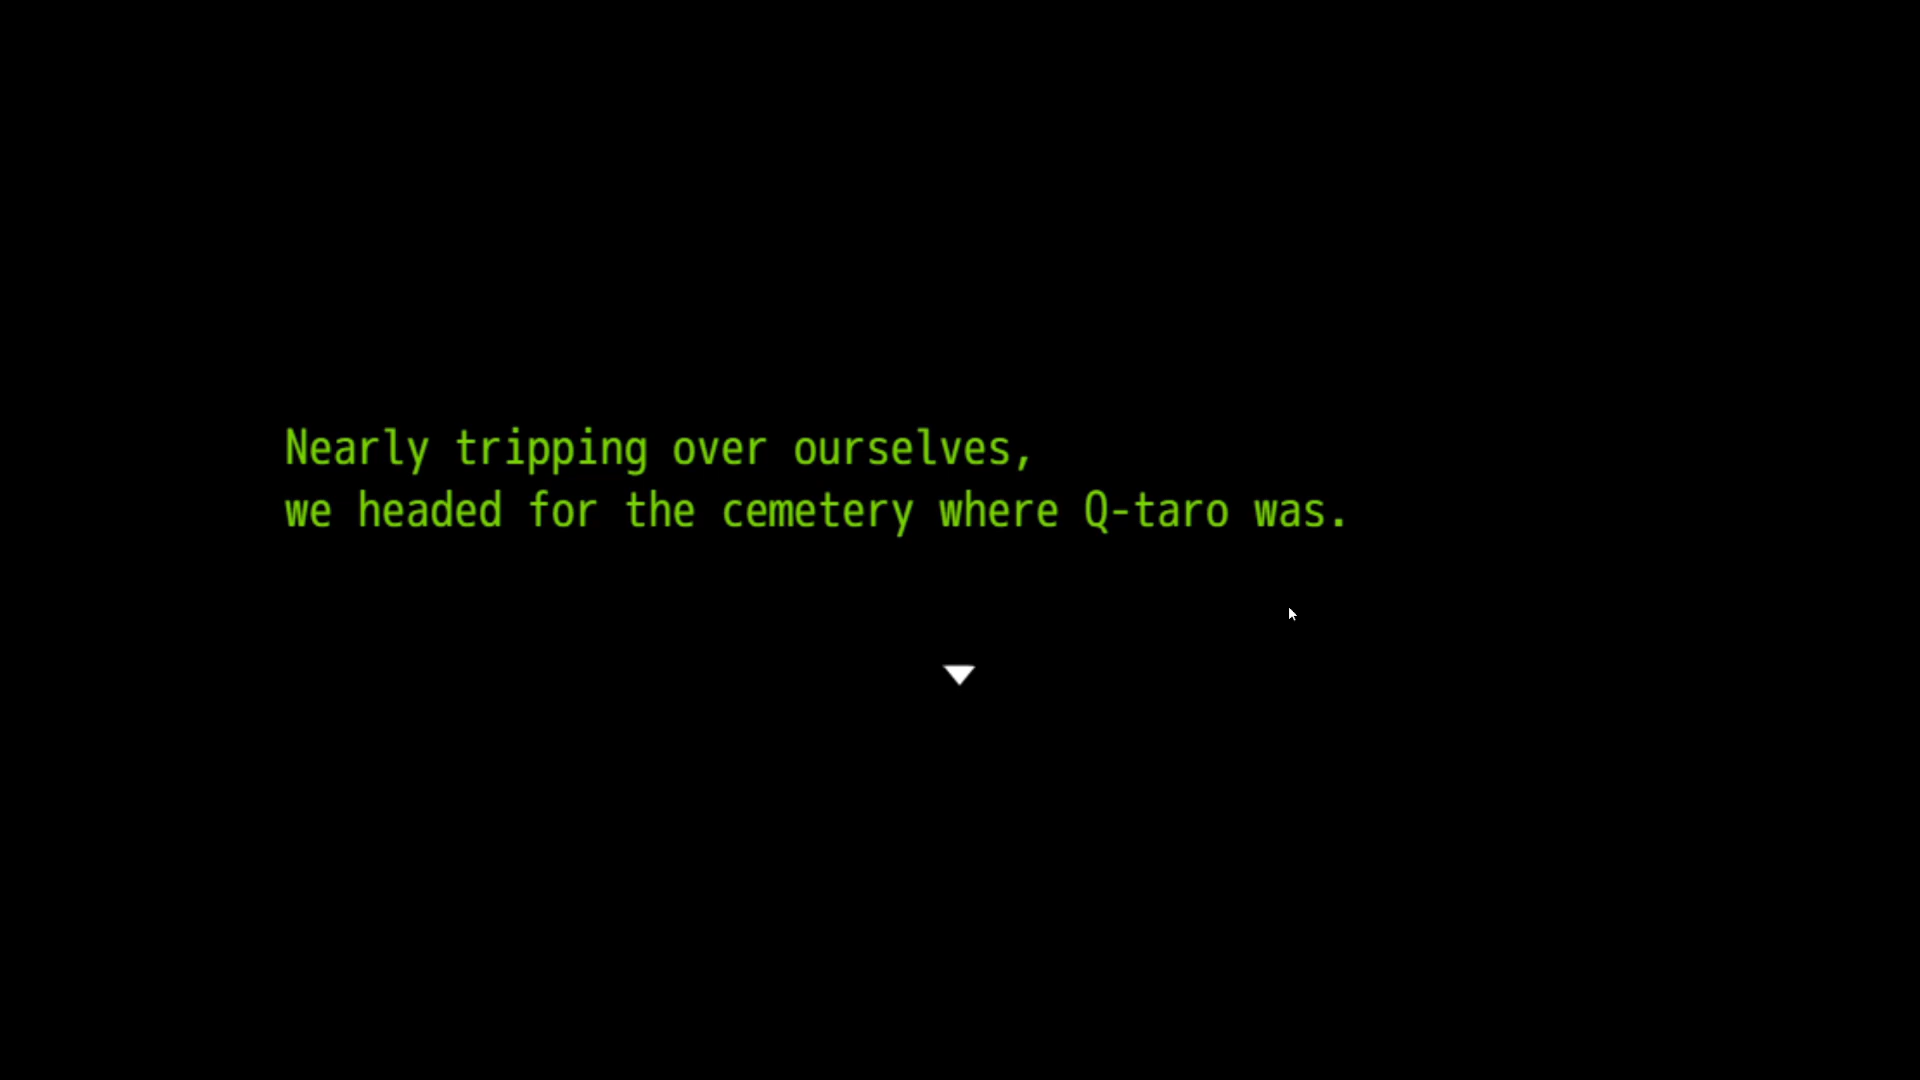 Nearly tripping over ourselves,
we headed for the cemetery where Q-taro was.